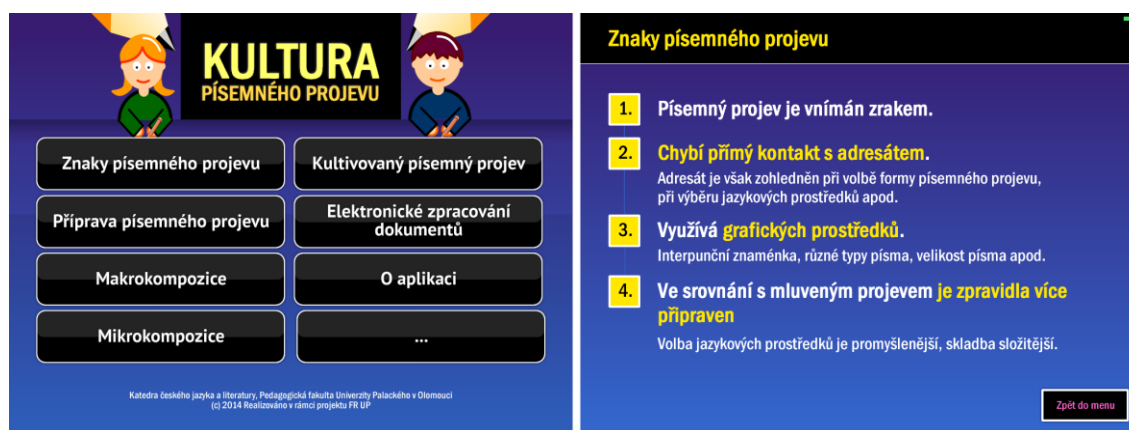 KULTURA
PÍSEMNÉHO PROJEVU
Znaky písemného projevu
Kultivovaný písemný projev
Příprava písemného projevu
Elektronické zpracování
dokumentů
Makrokompozice
O aplikaci
Mikrokompozice
...
Katedra českého jazyka a literatury, Pedagogická fakulta Univerzity Palackého v Olomouci
(c) 2014 Realizováno v rámci projektu FR UP
Znaky písemného projevu
1. Písemný projev je vnímán zrakem.
2. Chybí přímý kontakt s adresátem.
Adresát je však zohledněn při volbě formy písemného projevu,
při výběru jazykových prostředků apod.
3. Využívá grafických prostředků.
Interpunční znaménka, různé typy písma, velikost písma apod.
4. Ve srovnání s mluveným projevem je zpravidla více
připraven
Volba jazykových prostředků je promyšlenější, skladba složitější.
Zpět do menu